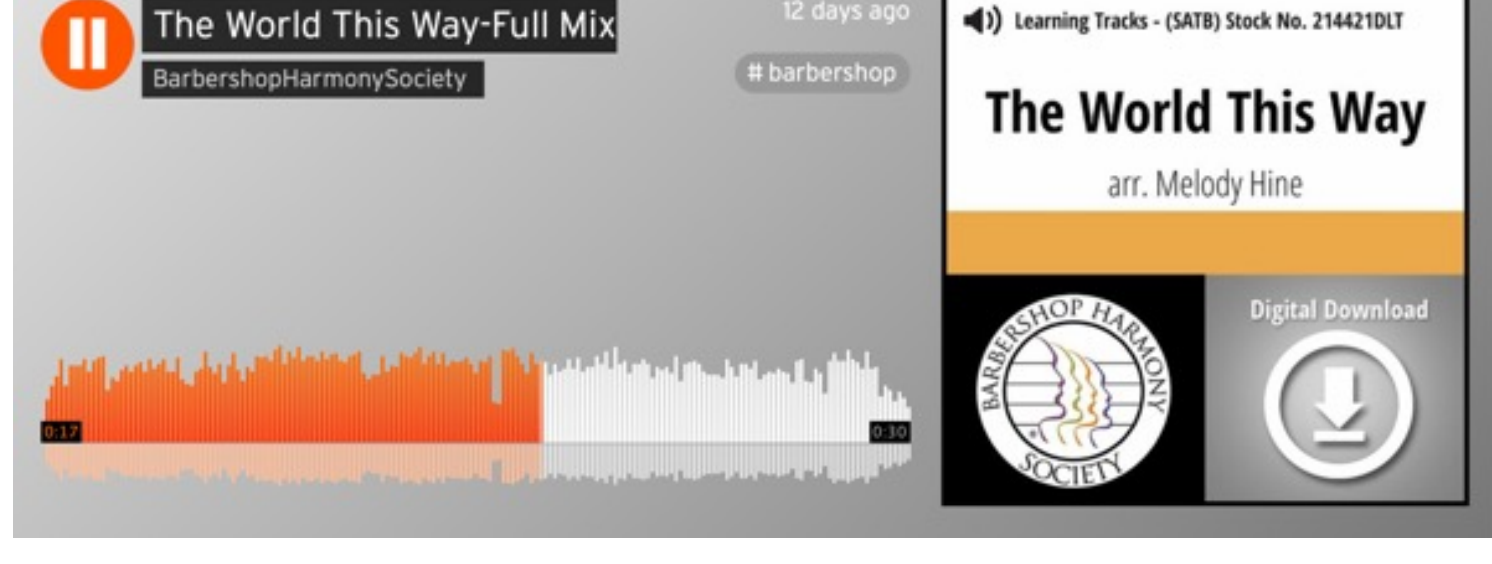 The World This Way-Full Mix
BarbershopHarmonySociety
12 days ago
# barbershop
0:17
0:30
Learning Tracks - (SATB) Stock No. 214421DLT
The World This Way
arr. Melody Hine
BARBERSHOP HARMONY
SOCIETY
®
Digital Download